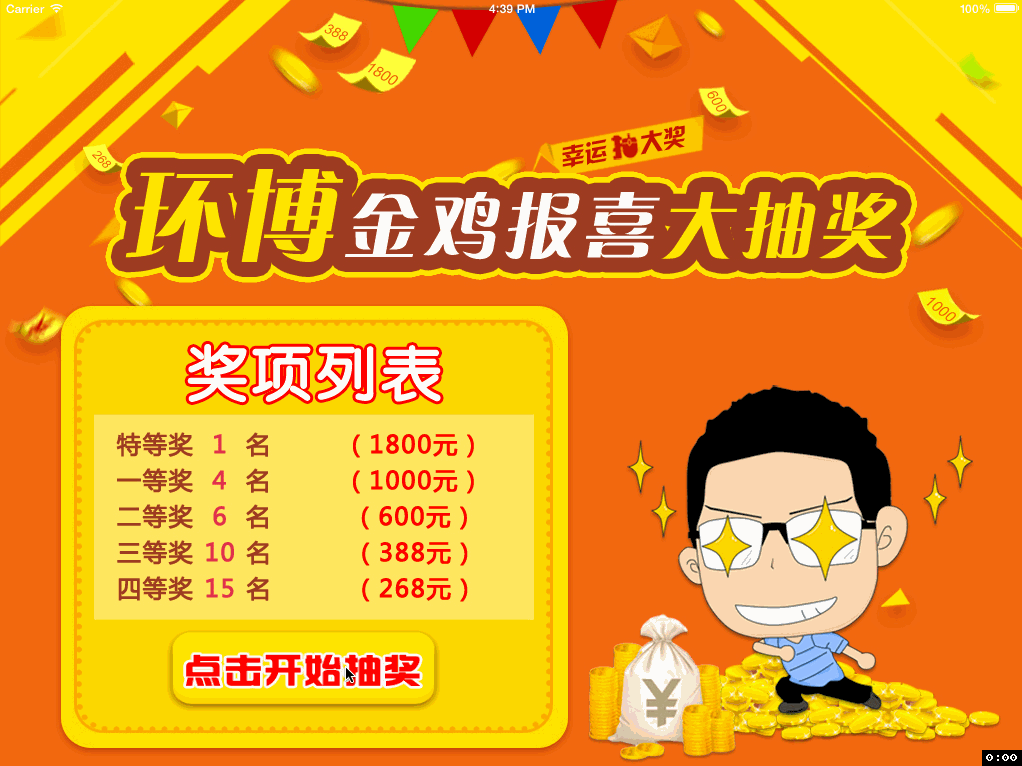 Carrier 4:39 PM 100%
388
1800
600
268
幸运抽大奖
环博金鸡报喜大抽奖
1000
奖项列表
特等奖 1 名 （1800元）
一等奖 4 名 （1000元）
二等奖 6 名 （600元）
三等奖 10 名 （388元）
四等奖 15 名 （268元）
点击开始抽奖
¥
0:00